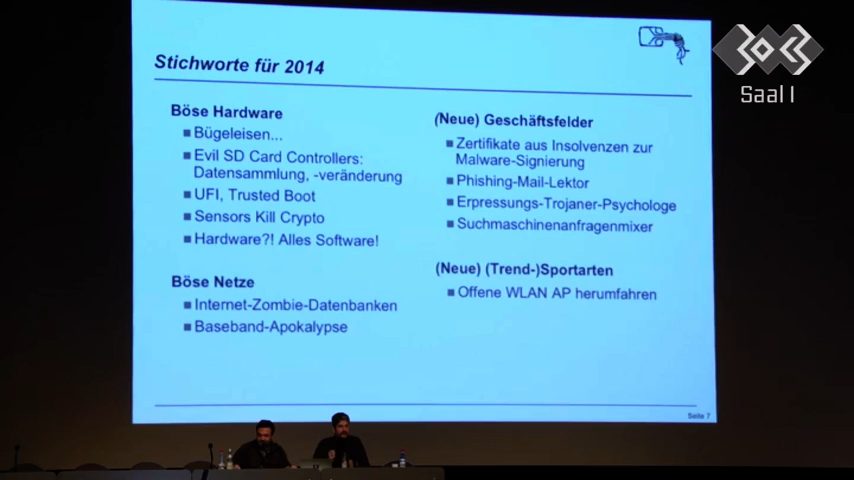 Stichworte für 2014
Böse Hardware
Bügeleisen...
Evil SD Card Controllers:
Datensammlung, -veränderung
UFI, Trusted Boot
Sensors Kill Crypto
Hardware?! Alles Software!
Böse Netze
Internet-Zombie-Datenbanken
Baseband-Apokalypse
(Neue) Geschäftsfelder
Zertifikate aus Insolvenzen zur
Malware-Signierung
Phishing-Mail-Lektor
Erpressungs-Trojaner-Psychologe
Suchmaschinenanfragenmixer
(Neue) (Trend-)Sportarten
Offene WLAN AP herumfahren
Seite 7
30C3
Saal 1